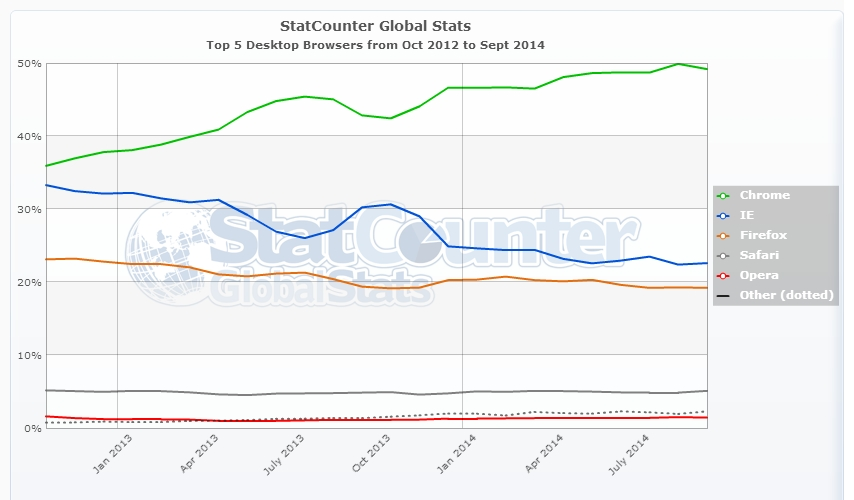 StatCounter Global Stats
Top 5 Desktop Browsers from Oct 2012 to Sept 2014
50%
40%
30%
20%
10%
0%
StatCounter
GlobalStats
Chrome
IE
Firefox
Safari
Opera
Other (dotted)
Jan 2013
Apr 2013
July 2013
Oct 2013
Jan 2014
Apr 2014
July 2014